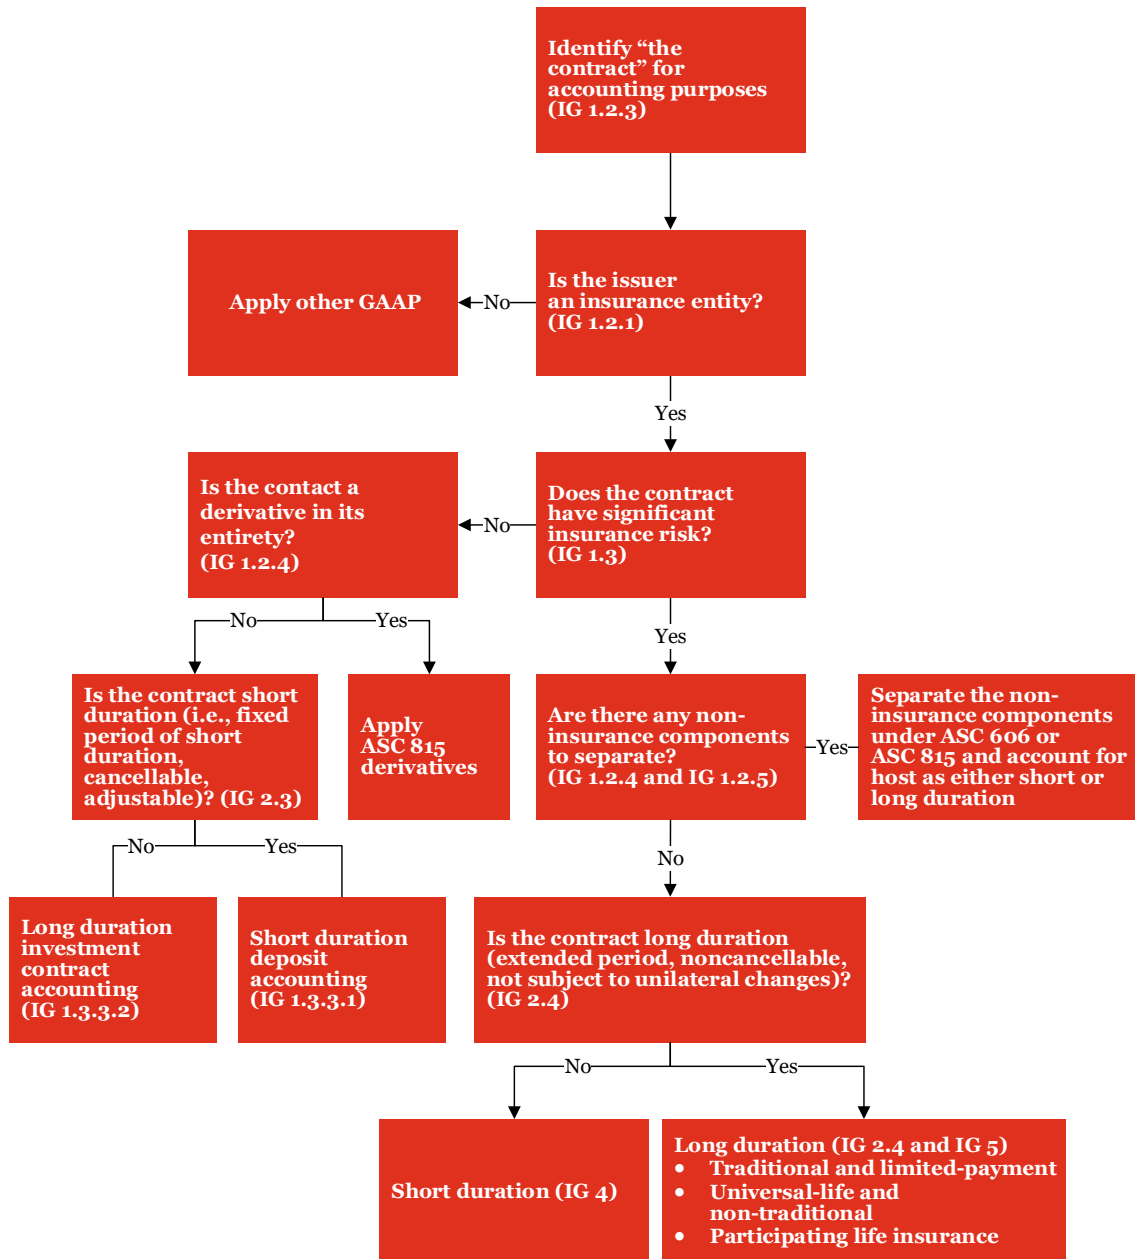 Identify “the
contract” for
accounting purposes
(IG 1.2.3)
Apply other GAAP
No
Is the issuer
an insurance entity?
(IG 1.2.1)
Yes
Is the contact a
derivative in its
entirety?
(IG 1.2.4)
No
Does the contract
have significant
insurance risk?
(IG 1.3)
No
Yes
Yes
Is the contract short
duration (i.e., fixed
period of short
duration,
cancellable,
adjustable)? (IG 2.3)
Apply
ASC 815
derivatives
Are there any non-
insurance components
to separate?
(IG 1.2.4 and IG 1.2.5)
Yes
Separate the non-
insurance components
under ASC 606 or
ASC 815 and account for
host as either short or
long duration
No
Yes
No
Long duration
investment
contract
accounting
(IG 1.3.3.2)
Short duration
deposit
accounting
(IG 1.3.3.1)
Is the contract long duration
(extended period, noncancellable,
not subject to unilateral changes)?
(IG 2.4)
No
Yes
Short duration (IG 4)
Long duration (IG 2.4 and IG 5)
• Traditional and limited-payment
• Universal-life and
non-traditional
• Participating life insurance